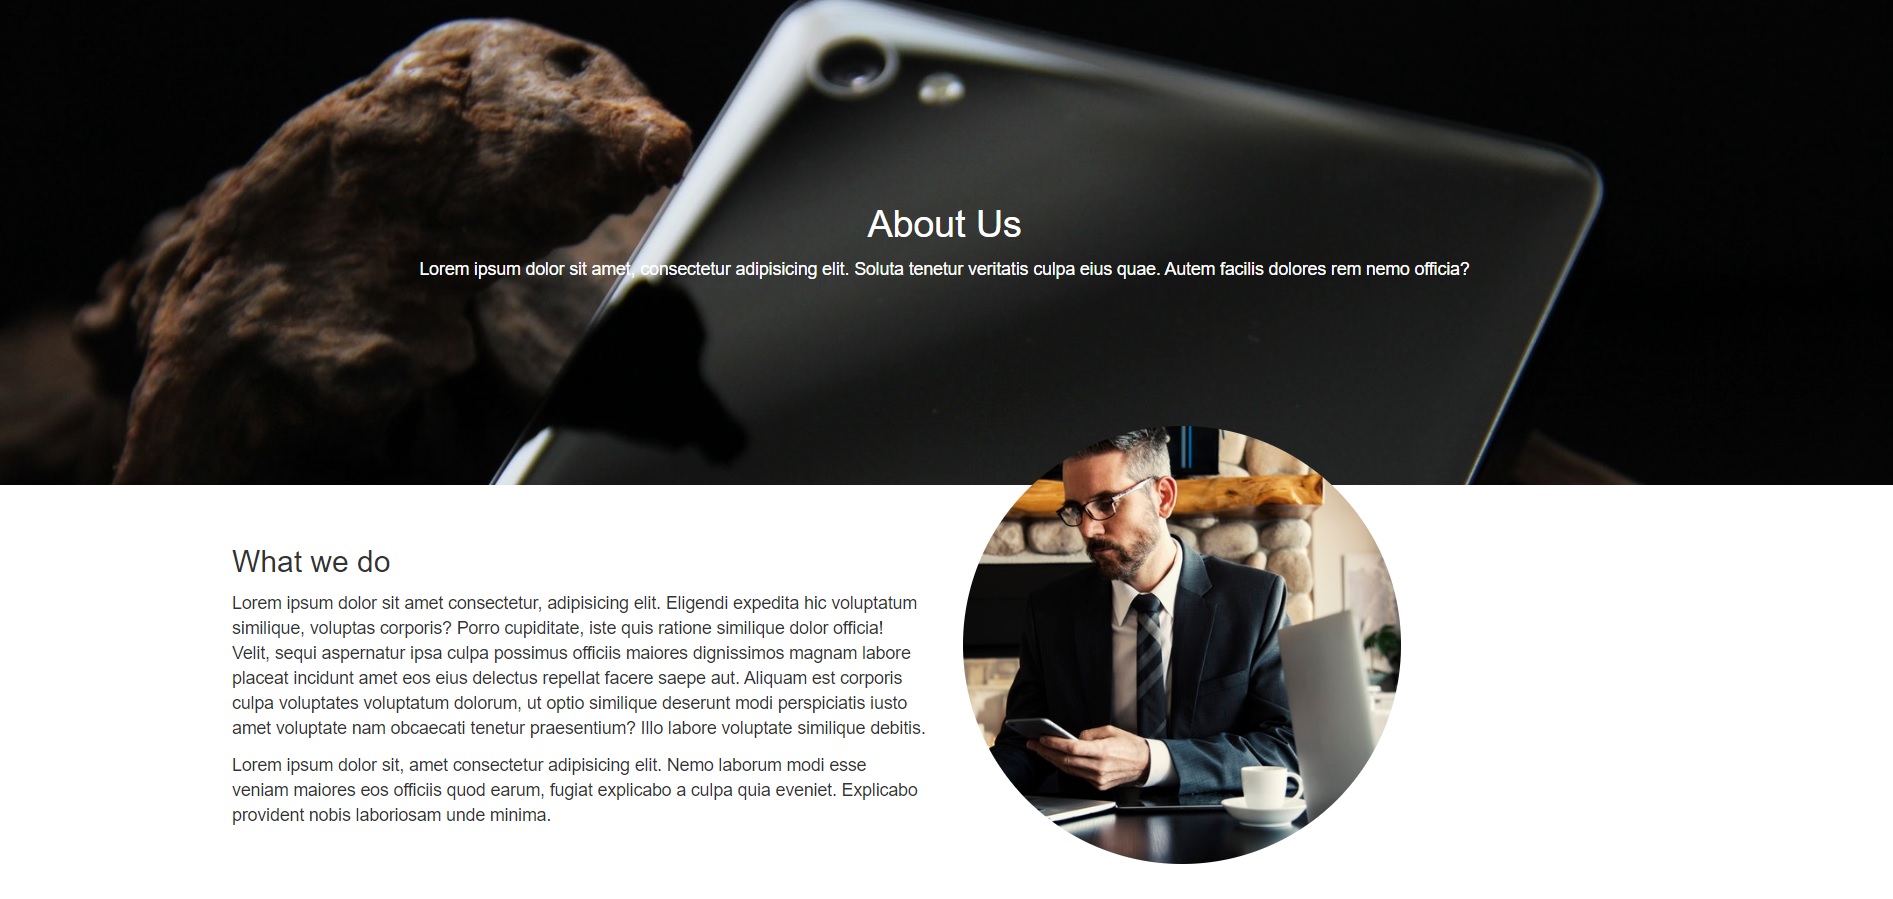 About Us
Lorem ipsum dolor sit amet, consectetur adipisicing elit. Soluta tenetur veritatis culpa eius quae. Autem facilis dolores rem nemo officia?
What we do
Lorem ipsum dolor sit amet consectetur, adipisicing elit. Eligendi expedita hic voluptatum
similique, voluptas corporis? Porro cupiditate, iste quis ratione similique dolor officia!
Velit, sequi aspernatur ipsa culpa possimus officiis maiores dignissimos magnam labore
placeat incidunt amet eos eius delectus repellat facere saepe aut. Aliquam est corporis
culpa voluptates voluptatum dolorum, ut optio similique deserunt modi perspiciatis iusto
amet voluptate nam obcaecati tenetur praesentium? Illo labore voluptate similique debitis.
Lorem ipsum dolor sit, amet consectetur adipisicing elit. Nemo laborum modi esse
veniam maiores eos officiis quod earum, fugiat explicabo a culpa quia eveniet. Explicabo
provident nobis laboriosam unde minima.